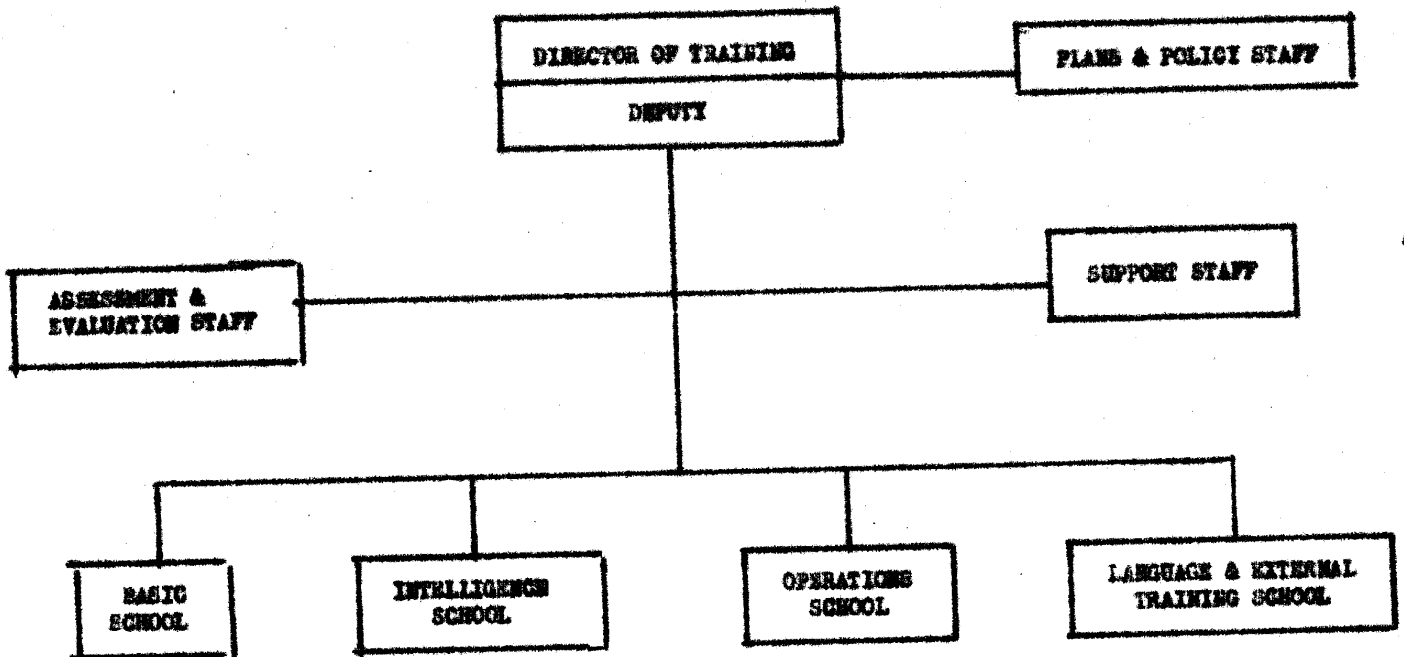 DIRECTOR OF TRAINING
DEPUTY
PLANS & POLICY STAFF
ASSESSMENT &
EVALUATION STAFF
SUPPORT STAFF
BASIC
SCHOOL
INTELLIGENCE
SCHOOL
OPERATIONS
SCHOOL
LANGUAGE & EXTERNAL
TRAINING SCHOOL